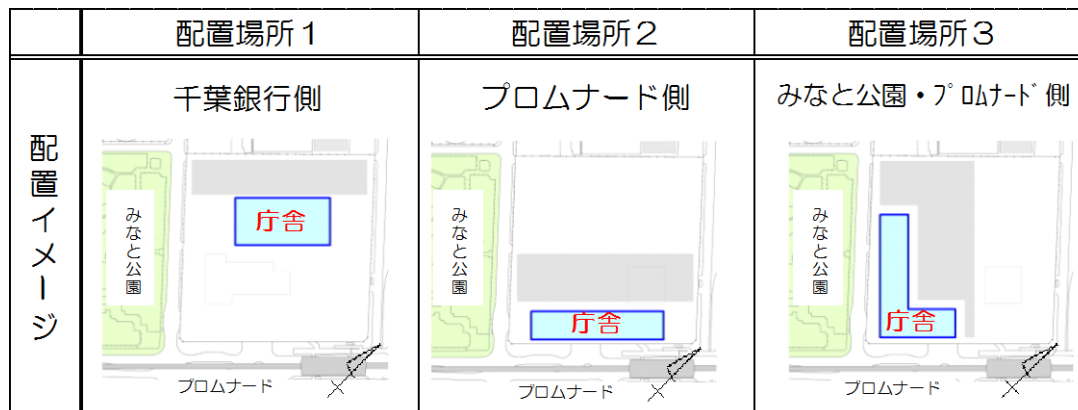 配置場所１
配置場所２
配置場所３
配置イメージ
千葉銀行側
みなと公園
庁舎
プロムナード
プロムナード側
みなと公園
庁舎
プロムナード
みなと公園・ﾌﾟﾛﾑﾅｰﾄﾞ側
みなと公園
庁舎
プロムナード